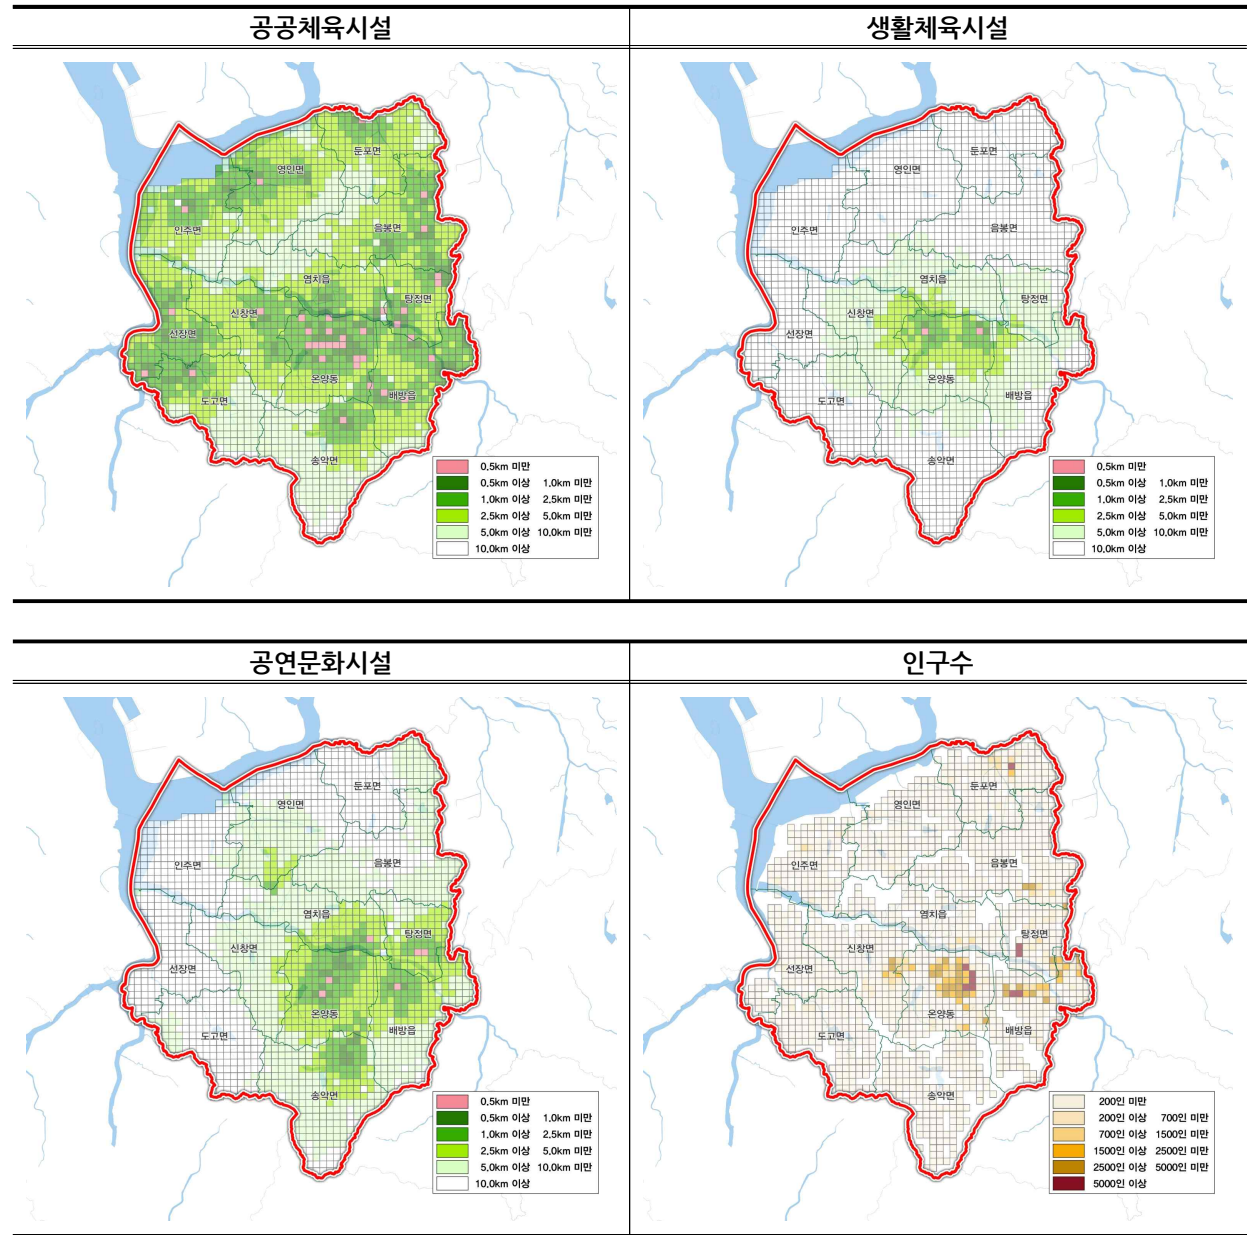 공공체육시설
생활체육시설
둔포면
영인면
인주면
음봉면
염치읍
탕정면
신창면
선장면
온양동
배방읍
도고면
송악면
0.5km 미만
0.5km 이상 1.0km 미만
1.0km 이상 2.5km 미만
2.5km 이상 5.0km 미만
5.0km 이상 10.0km 미만
10.0km 이상
둔포면
영인면
인주면
음봉면
염치읍
탕정면
신창면
선장면
온양동
배방읍
도고면
송악면
0.5km 미만
0.5km 이상 1.0km 미만
1.0km 이상 2.5km 미만
2.5km 이상 5.0km 미만
5.0km 이상 10.0km 미만
10.0km 이상
공연문화시설
인구수
둔포면
영인면
인주면
음봉면
염치읍
탕정면
신창면
선장면
온양동
배방읍
도고면
송악면
0.5km 미만
0.5km 이상 1.0km 미만
1.0km 이상 2.5km 미만
2.5km 이상 5.0km 미만
5.0km 이상 10.0km 미만
10.0km 이상
둔포면
영인면
인주면
음봉면
염치읍
탕정면
신창면
선장면
온양동
배방읍
도고면
송악면
200인 미만
200인 이상 700인 미만
700인 이상 1500인 미만
1500인 이상 2500인 미만
2500인 이상 5000인 미만
5000인 이상